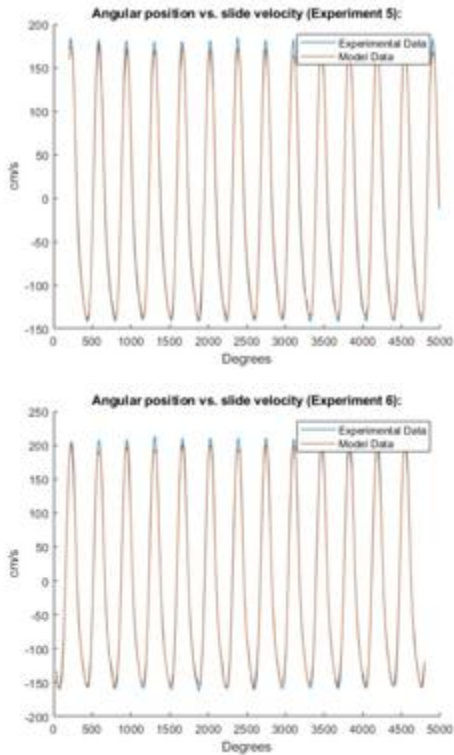 Angular position vs. slide velocity (Experiment 5):
200
150
100
50
0
-50
-100
-150
cm/s
Experimental Data
Model Data
0 500 1000 1500 2000 2500 3000 3500 4000 4500 5000
Degrees
Angular position vs. slide velocity (Experiment 6):
250
200
150
100
50
0
-50
-100
-150
-200
cm/s
Experimental Data
Model Data
0 500 1000 1500 2000 2500 3000 3500 4000 4500 5000
Degrees